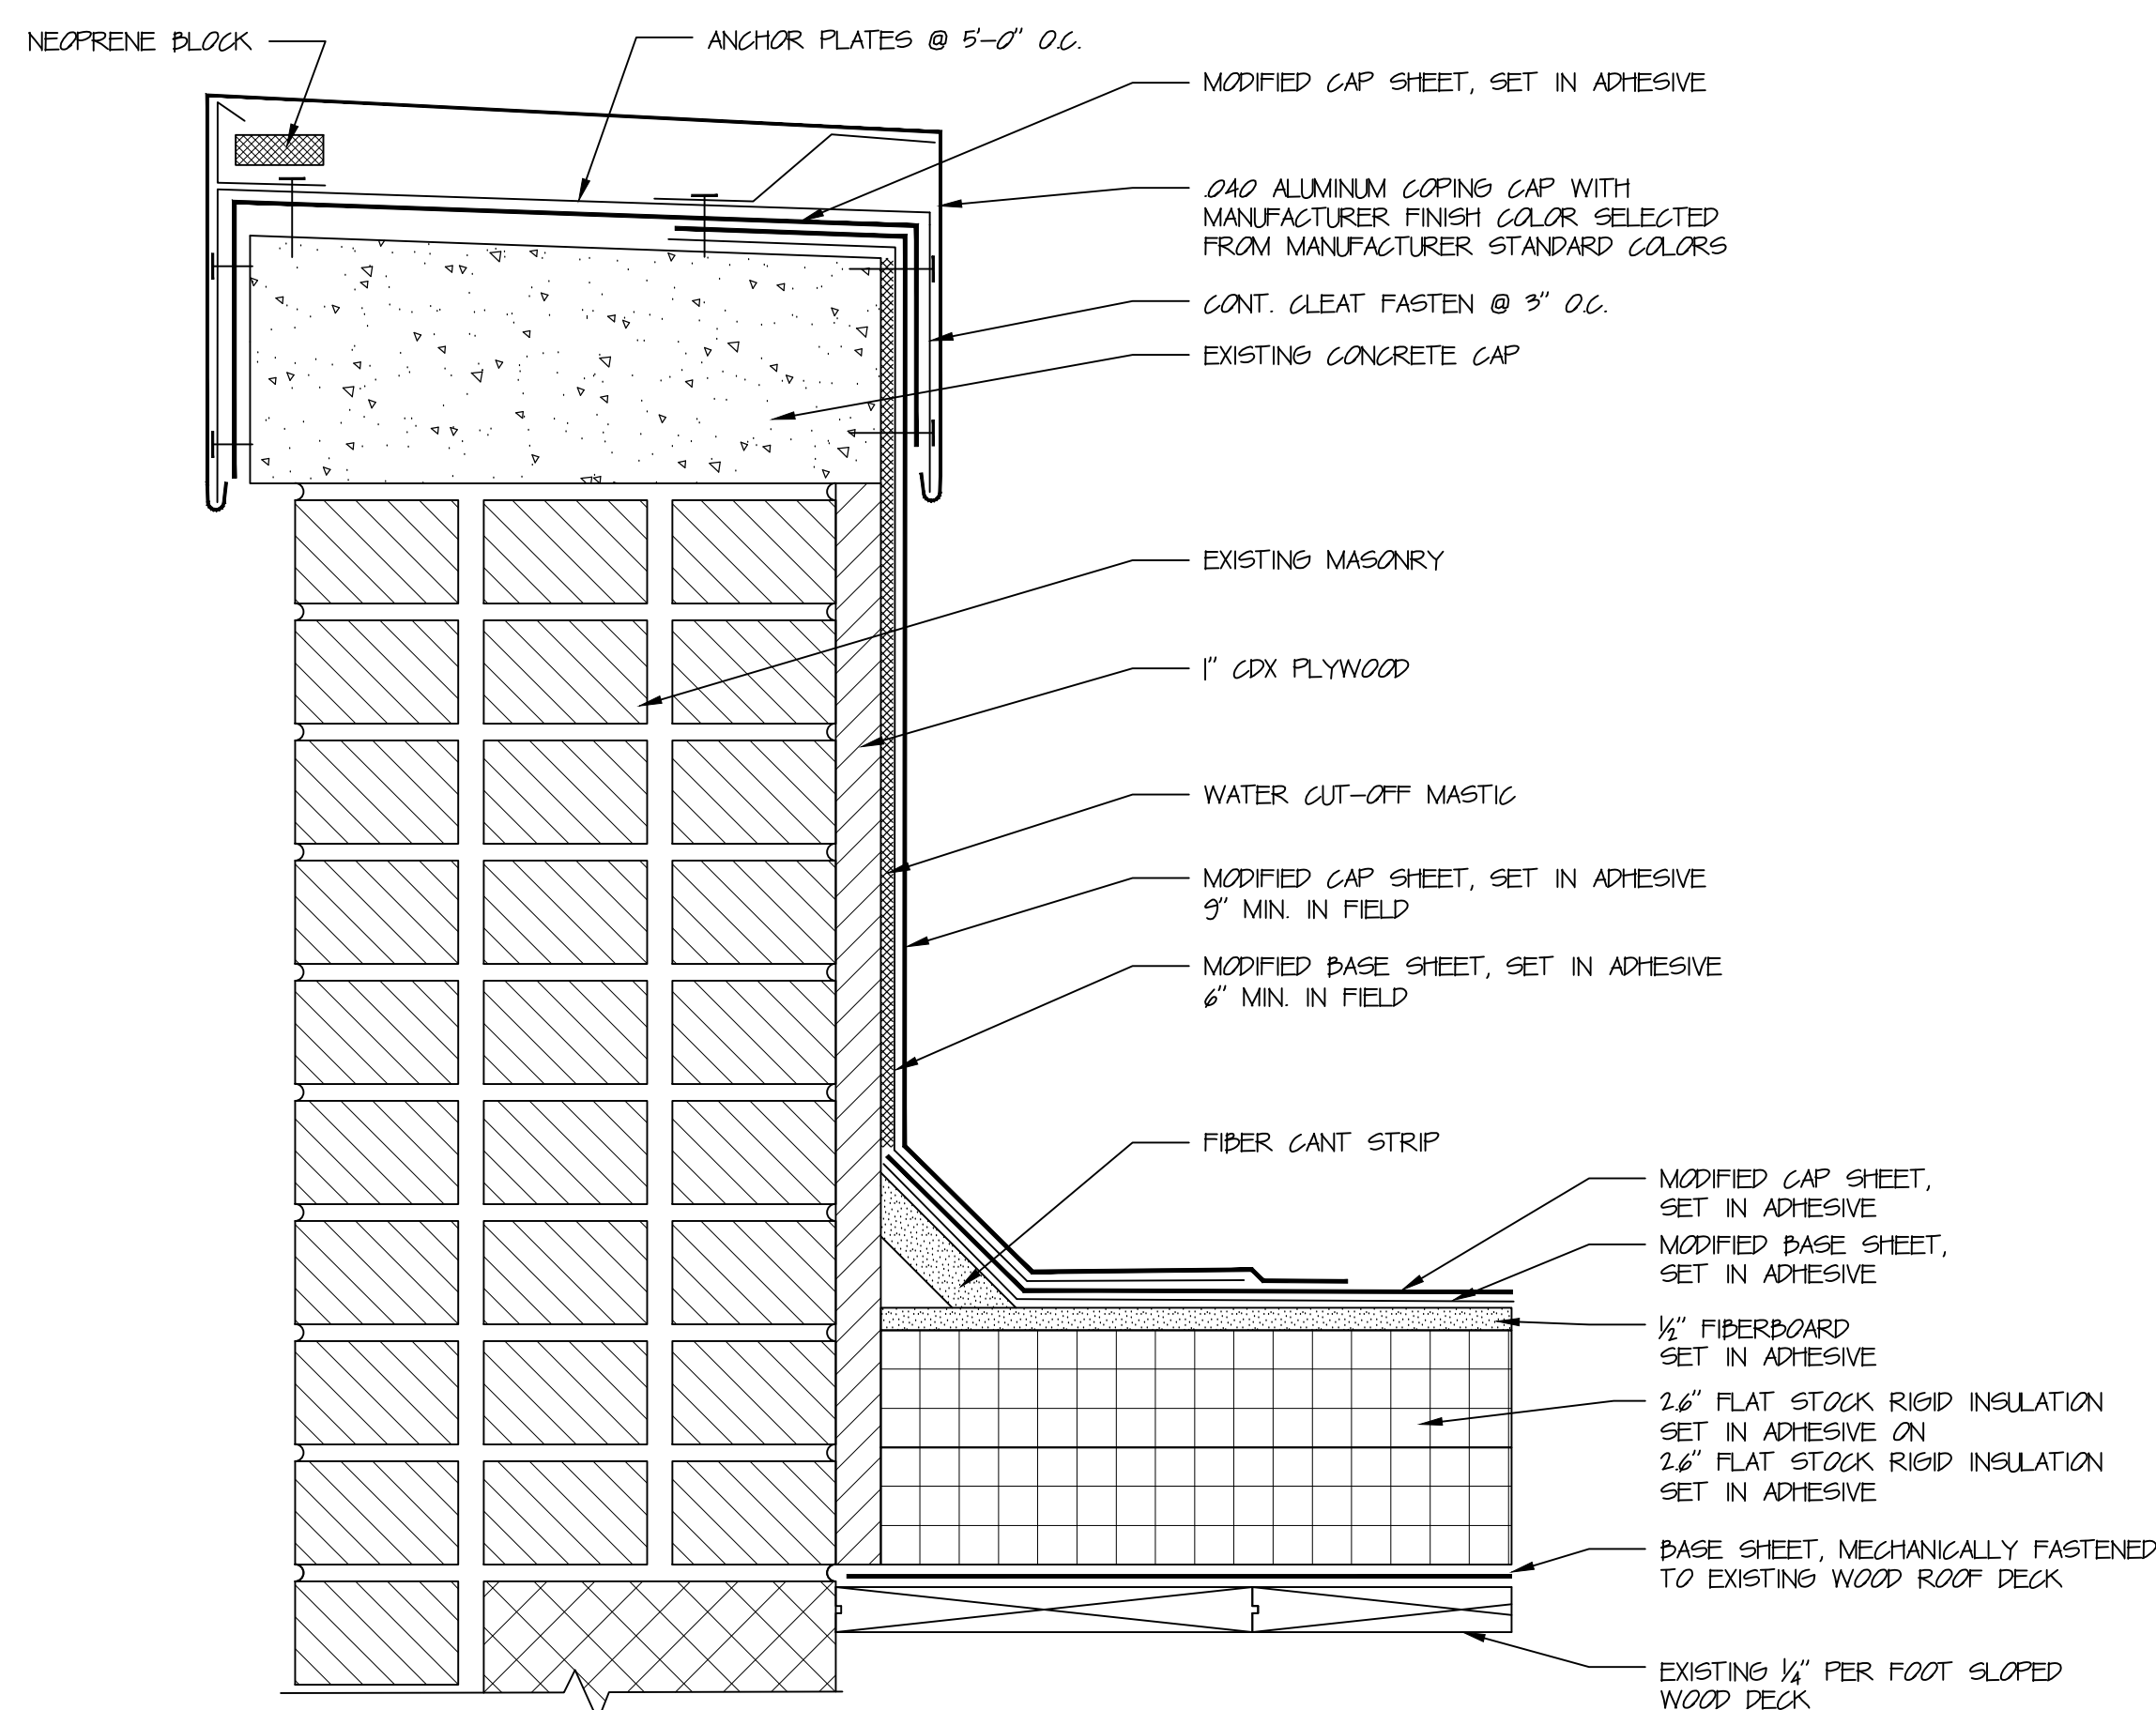 NEOPRENE BLOCK
ANCHOR PLATES @ 5'-0" O.C.
MODIFIED CAP SHEET, SET IN ADHESIVE
.040 ALUMINUM COPING CAP WITH
MANUFACTURER FINISH COLOR SELECTED
FROM MANUFACTURER STANDARD COLORS
CONT. CLEAT FASTEN @ 3" O.C.
EXISTING CONCRETE CAP
EXISTING MASONRY
1" CDX PLYWOOD
WATER CUT-OFF MASTIC
MODIFIED CAP SHEET, SET IN ADHESIVE
9" MIN. IN FIELD
MODIFIED BASE SHEET, SET IN ADHESIVE
6" MIN. IN FIELD
FIBER CANT STRIP
MODIFIED CAP SHEET,
SET IN ADHESIVE
MODIFIED BASE SHEET,
SET IN ADHESIVE
½" FIBERBOARD
SET IN ADHESIVE
2.6" FLAT STOCK RIGID INSULATION
SET IN ADHESIVE ON
2.6" FLAT STOCK RIGID INSULATION
SET IN ADHESIVE
BASE SHEET, MECHANICALLY FASTENED
TO EXISTING WOOD ROOF DECK
EXISTING ¼" PER FOOT SLOPED
WOOD DECK